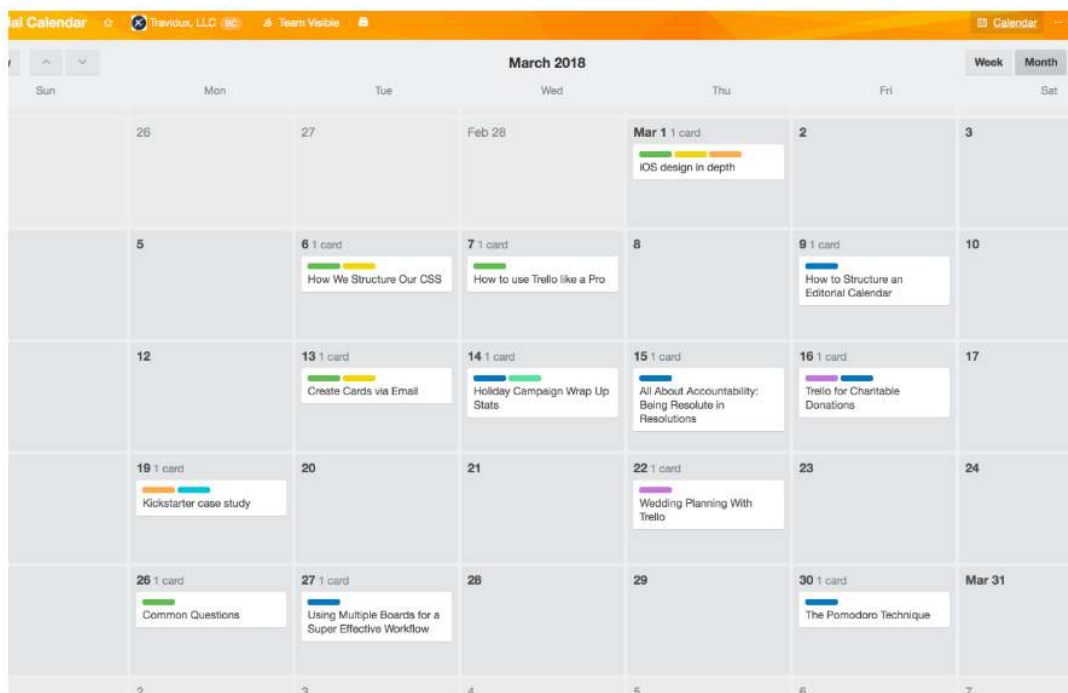 ial Calendar Travidux, LLC BC Team Visible Calendar ...
March 2018 Week Month
Sun Mon Tue Wed Thu Fri Sat
26 27 Feb 28 Mar 1 1 card 2 3
iOS design in depth
5 6 1 card 7 1 card 8 9 1 card 10
How We Structure Our CSS How to use Trello like a Pro How to Structure an
Editorial Calendar
12 13 1 card 14 1 card 15 1 card 16 1 card 17
Create Cards via Email Holiday Campaign Wrap Up All About Accountability: Trello for Charitable
Stats Being Resolute in Donations
Resolutions
19 1 card 20 21 22 1 card 23 24
Kickstarter case study Wedding Planning With
Trello
26 1 card 27 1 card 28 29 30 1 card Mar 31
Common Questions Using Multiple Boards for a The Pomodoro Technique
Super Effective Workflow
2 3 4 5 6 7